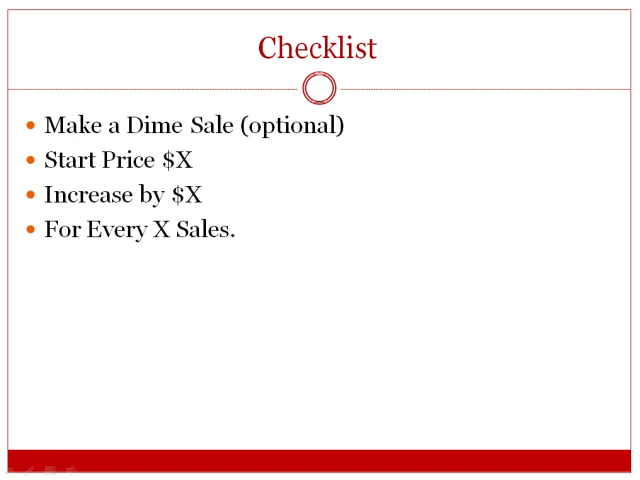 Checklist
Make a Dime Sale (optional)
Start Price $X
Increase by $X
For Every X Sales.